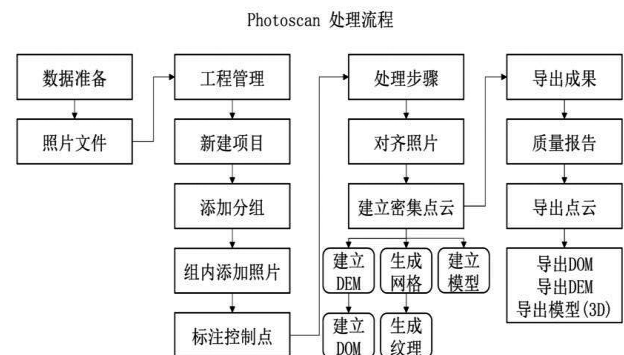 Photoscan 处理流程
数据准备
照片文件
工程管理
新建项目
添加分组
组内添加照片
标注控制点
处理步骤
对齐照片
建立密集点云
建立
DEM
生成
网格
建立
模型
建立
DOM
生成
纹理
导出成果
质量报告
导出点云
导出DOM
导出DEM
导出模型(3D)